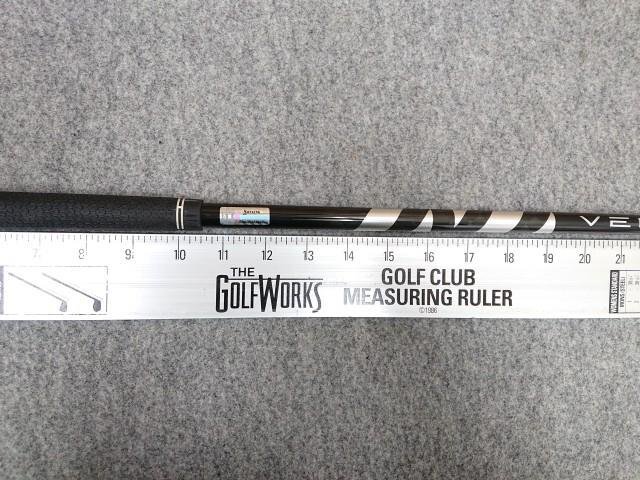 VE
7 8 9 10 11 12 13 14 15 16 17 18 19 20 21
THE
GOLFWORKS
GOLF CLUB
MEASURING RULER
©1986